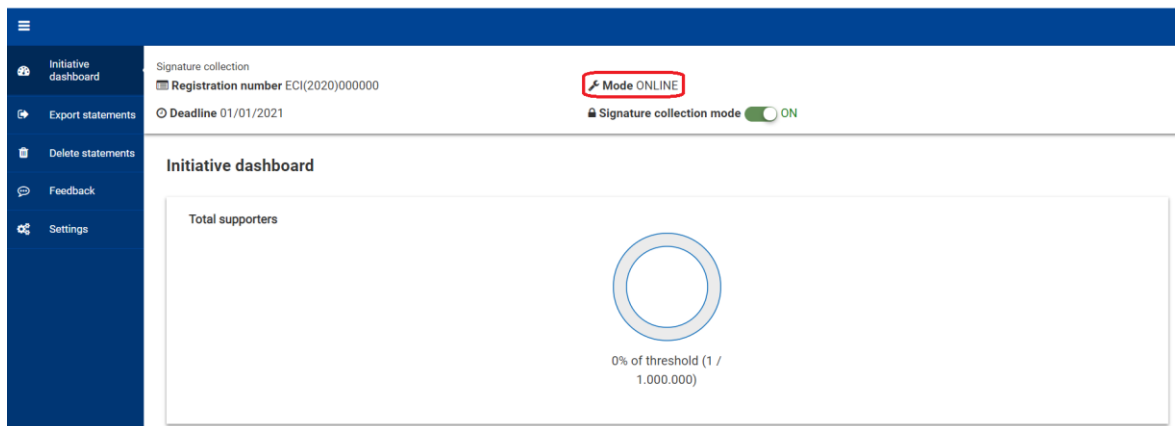 Initiative
dashboard
Export statements
Delete statements
Feedback
Settings
Signature collection
Registration number ECI(2020)000000
Mode ONLINE
Deadline 01/01/2021
Signature collection mode ON
Initiative dashboard
Total supporters
0% of threshold (1 /
1.000.000)